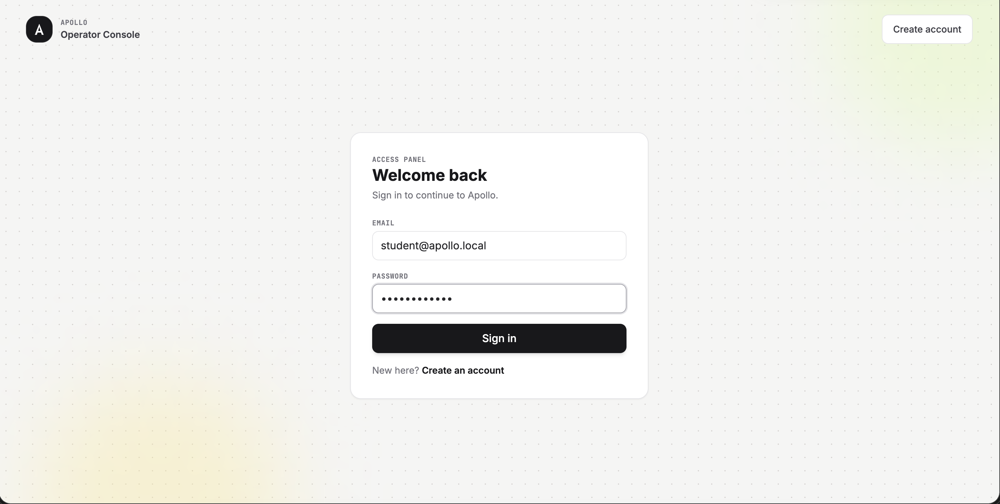 A
APOLLO
Operator Console
Create account
ACCESS PANEL
Welcome back
Sign in to continue to Apollo.
EMAIL
student@apollo.local
PASSWORD
••••••••••••
Sign in
New here? Create an account